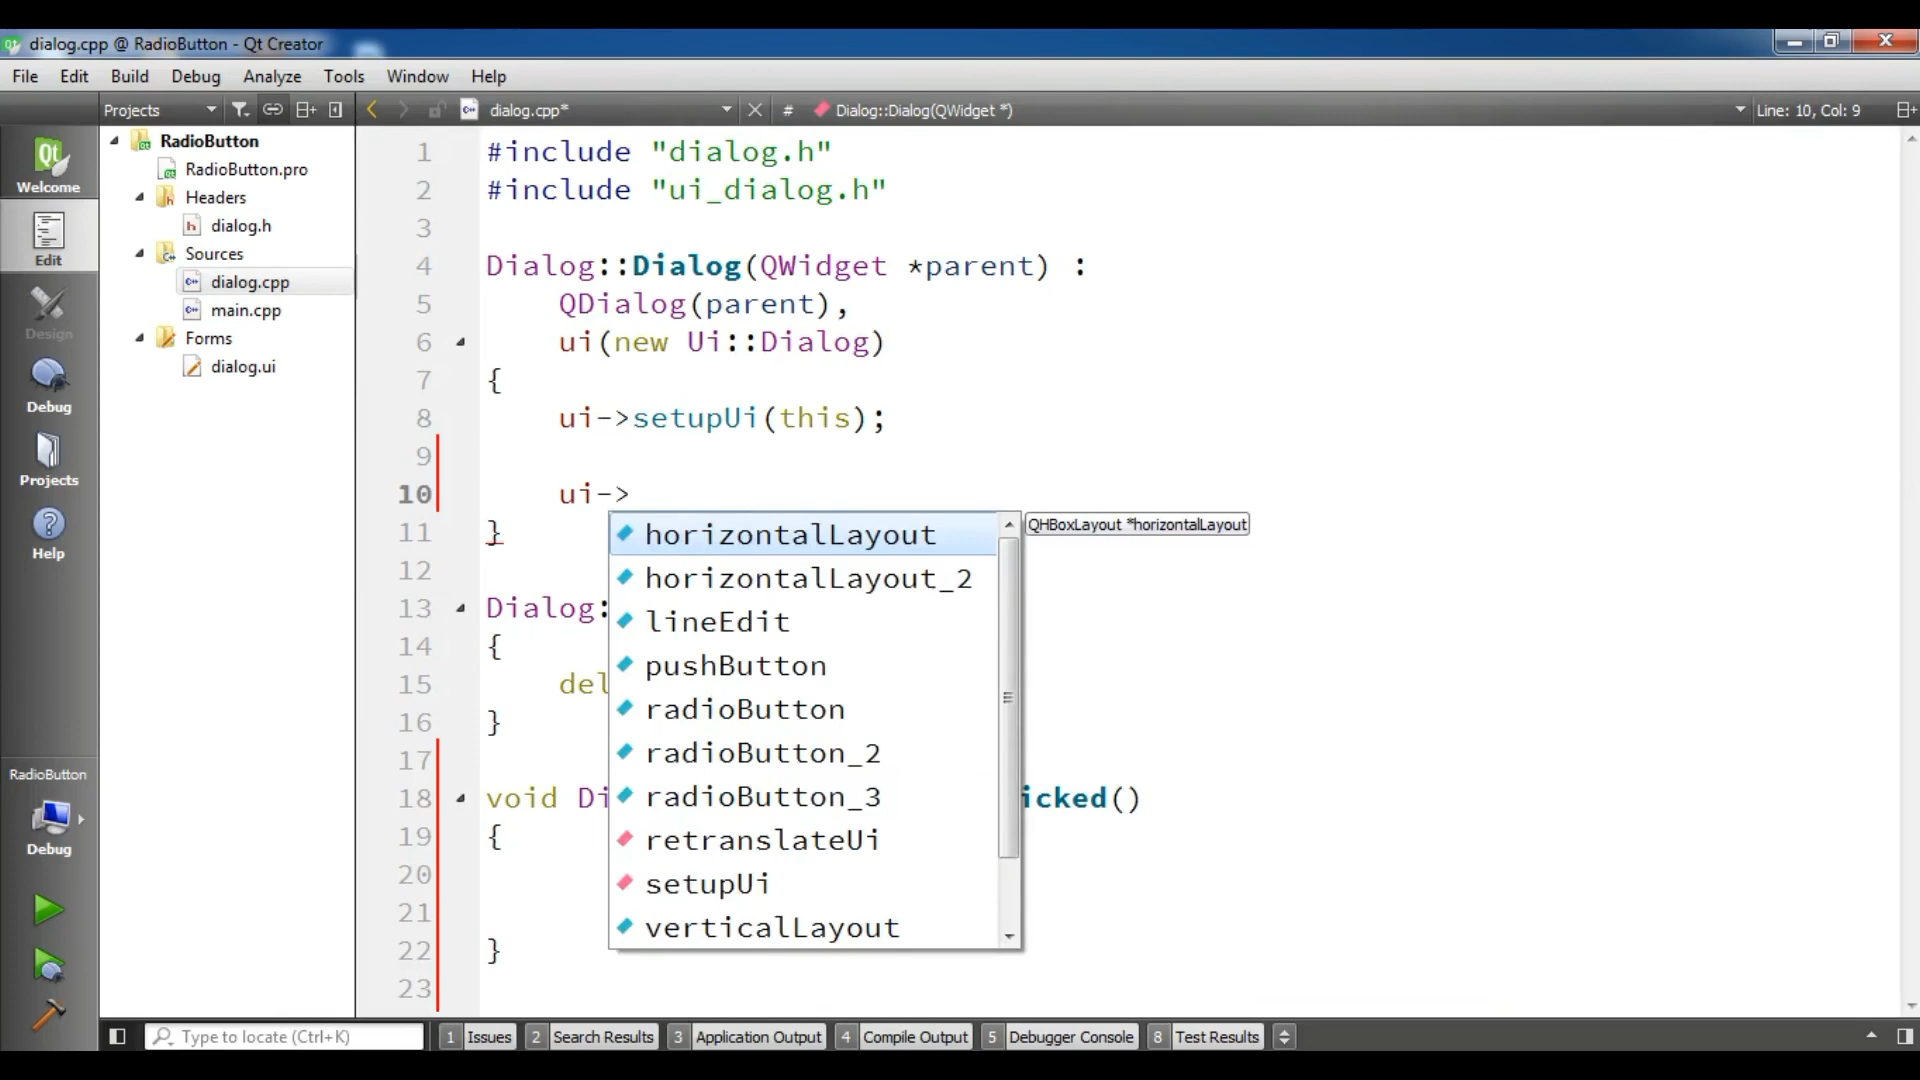 dialog.cpp @ RadioButton - Qt Creator
File Edit Build Debug Analyze Tools Window Help
Projects dialog.cpp* # Dialog::Dialog(QWidget *) Line: 10, Col: 9
Welcome
Edit
Design
Debug
Projects
Help
RadioButton
Debug
RadioButton
RadioButton.pro
Headers
dialog.h
Sources
dialog.cpp
main.cpp
Forms
dialog.ui
1 #include "dialog.h"
2 #include "ui_dialog.h"
3
4 Dialog::Dialog(QWidget *parent) :
5 QDialog(parent),
6 ui(new Ui::Dialog)
7 {
8 ui->setupUi(this);
9
10 ui->
11 }
12
13 Dialog:
14 {
15 del
16 }
17
18 void Di icked()
19 {
20
21
22 }
23
horizontalLayout
horizontalLayout_2
lineEdit
pushButton
radioButton
radioButton_2
radioButton_3
retranslateUi
setupUi
verticalLayout
QHBoxLayout *horizontalLayout
Type to locate (Ctrl+K) 1 Issues 2 Search Results 3 Application Output 4 Compile Output 5 Debugger Console 8 Test Results